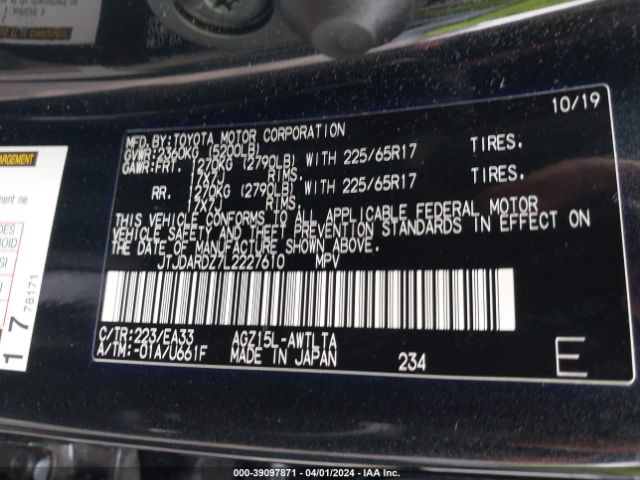 10/19
MFD.BY:TOYOTA MOTOR CORPORATION
GVWR:2360KG (5200LB)
GAWR:FRT. 1270KG (2790LB) WITH 225/65R17 TIRES.
17X7J RIMS.
RR. 1270KG (2790LB) WITH 225/65R17 TIRES.
17X7J RIMS.
THIS VEHICLE CONFORMS TO ALL APPLICABLE FEDERAL MOTOR
VEHICLE SAFETY AND THEFT PREVENTION STANDARDS IN EFFECT ON
THE DATE OF MANUFACTURE SHOWN ABOVE.
JTJDARDZ7L2227610 MPV
C/TR:223/EA33 AGZ15L-AWTLTA
A/TM:-01A/U661F MADE IN JAPAN 234 E
17 78171
000-39097871 | 04/01/2024 | IAA Inc.